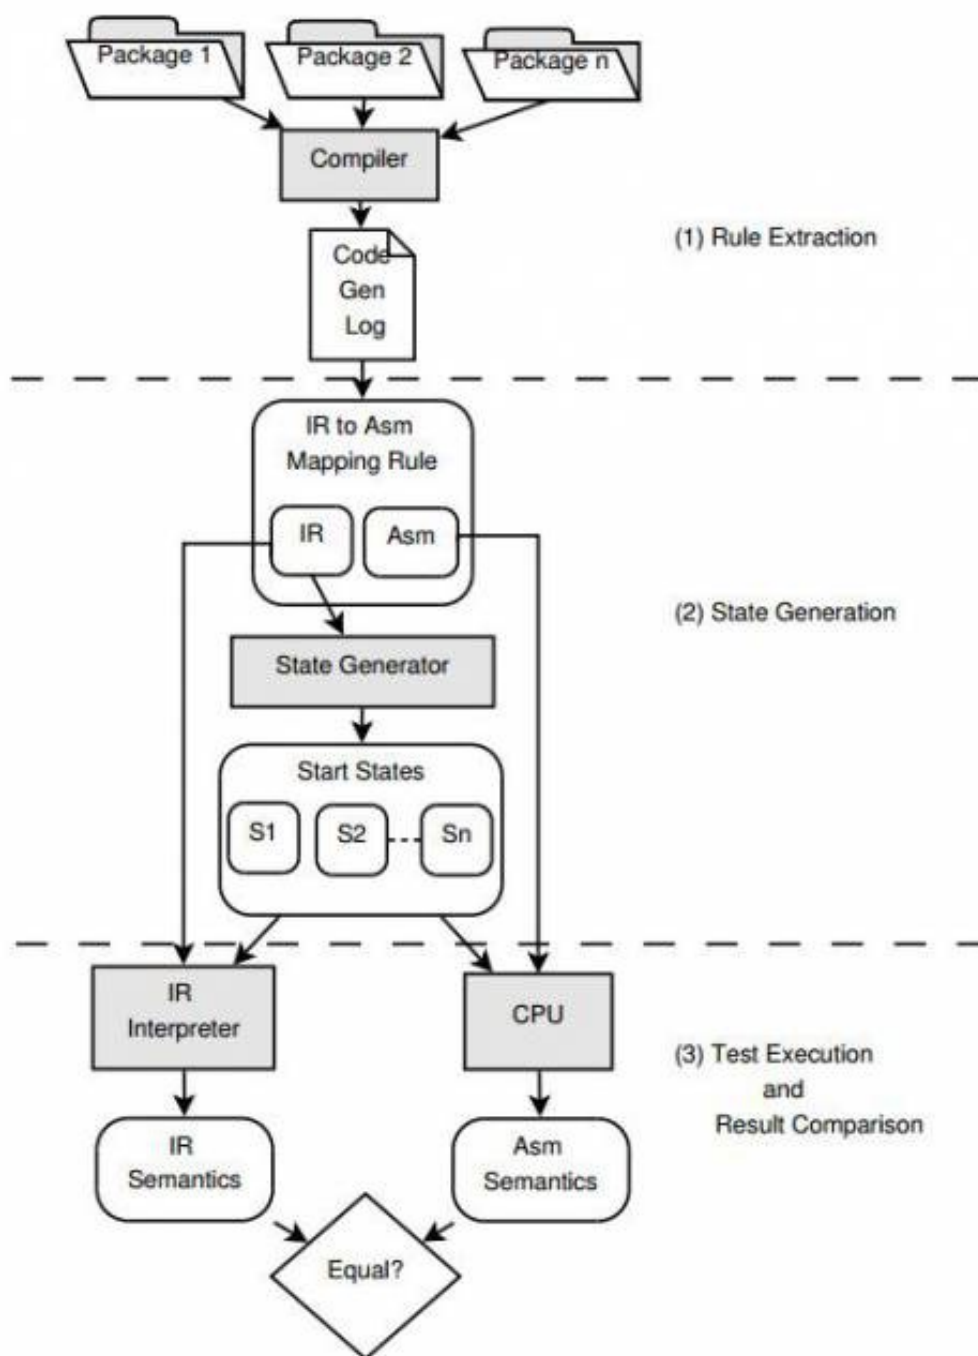 Package 1
Package 2
Package n
Compiler
(1) Rule Extraction
Code
Gen
Log
IR to Asm
Mapping Rule
IR
Asm
(2) State Generation
State Generator
Start States
S1
S2
Sn
IR
Interpreter
CPU
(3) Test Execution
and
Result Comparison
IR
Semantics
Asm
Semantics
Equal?